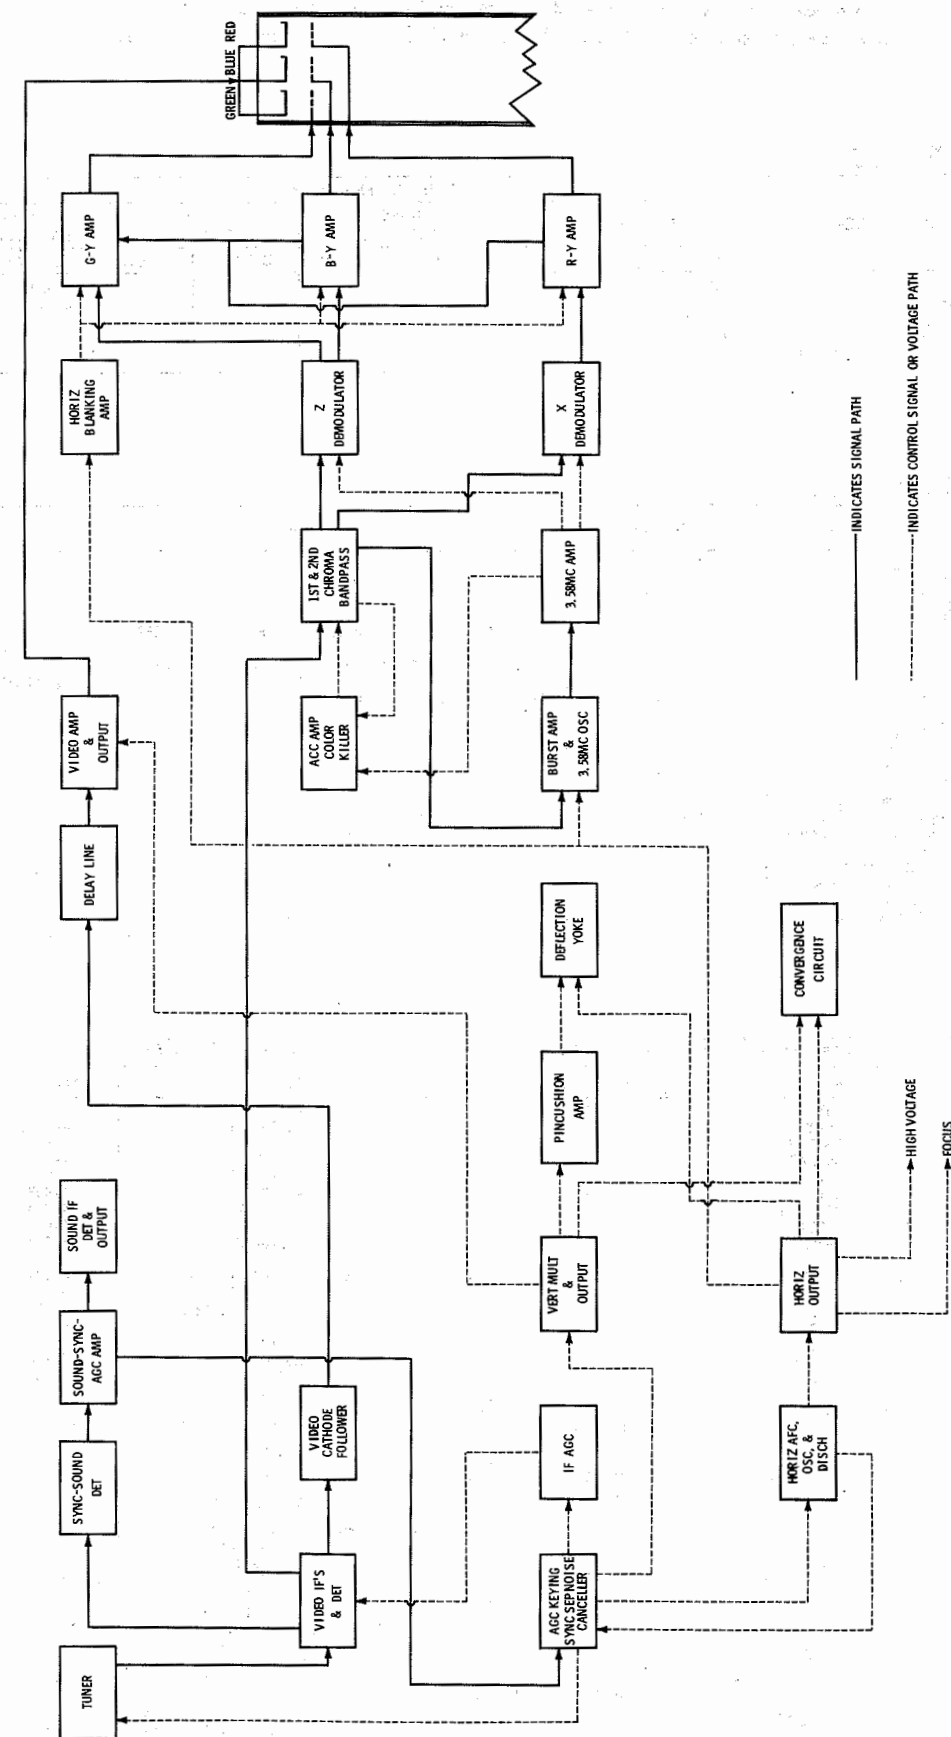 TUNER
SYNC-SOUND
DET
SOUND-SYNC-
AGC AMP
SOUND IF
DET &
OUTPUT
DELAY LINE
VIDEO AMP
&
OUTPUT
HORIZ
BLANKING
AMP
G-Y AMP
GREEN
BLUE
RED
VIDEO IF'S
& DET
VIDEO
CATHODE
FOLLOWER
ACC AMP
COLOR
KILLER
1ST & 2ND
CHROMA
BANDPASS
Z
DEMODULATOR
B-Y AMP
AGC KEYING
SYNC SEP NOISE
CANCELLER
IF AGC
VERT MULT
&
OUTPUT
PINCUSHION
AMP
DEFLECTION
YOKE
BURST AMP
&
3.58MC OSC
3.58MC AMP
X
DEMODULATOR
R-Y AMP
HORIZ AFC,
OSC, &
DISCH
HORIZ
OUTPUT
CONVERGENCE
CIRCUIT
HIGH VOLTAGE
FOCUS
INDICATES SIGNAL PATH
INDICATES CONTROL SIGNAL OR VOLTAGE PATH